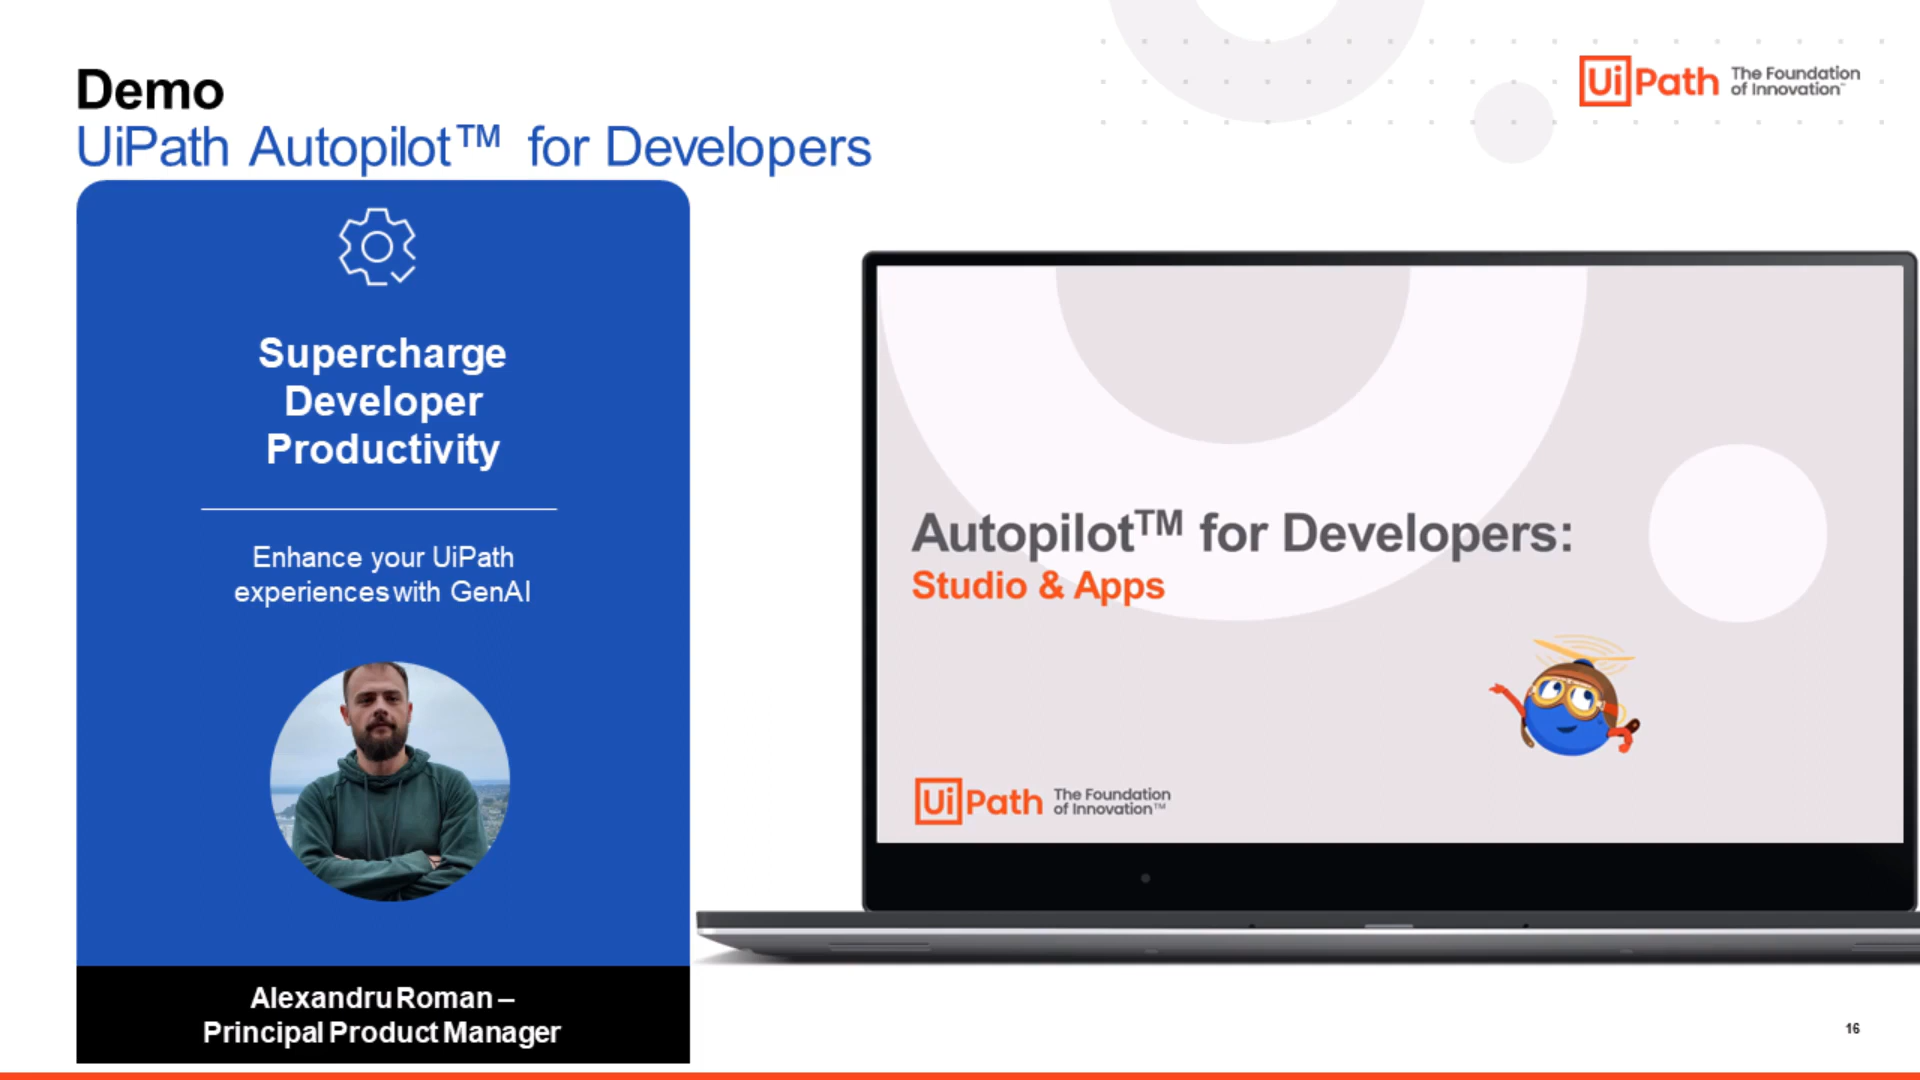 Demo
UiPath Autopilot™ for Developers
UiPath The Foundation of Innovation™
Supercharge
Developer
Productivity
Enhance your UiPath
experiences with GenAI
Alexandru Roman –
Principal Product Manager
Autopilot™ for Developers:
Studio & Apps
UiPath The Foundation of Innovation™
16